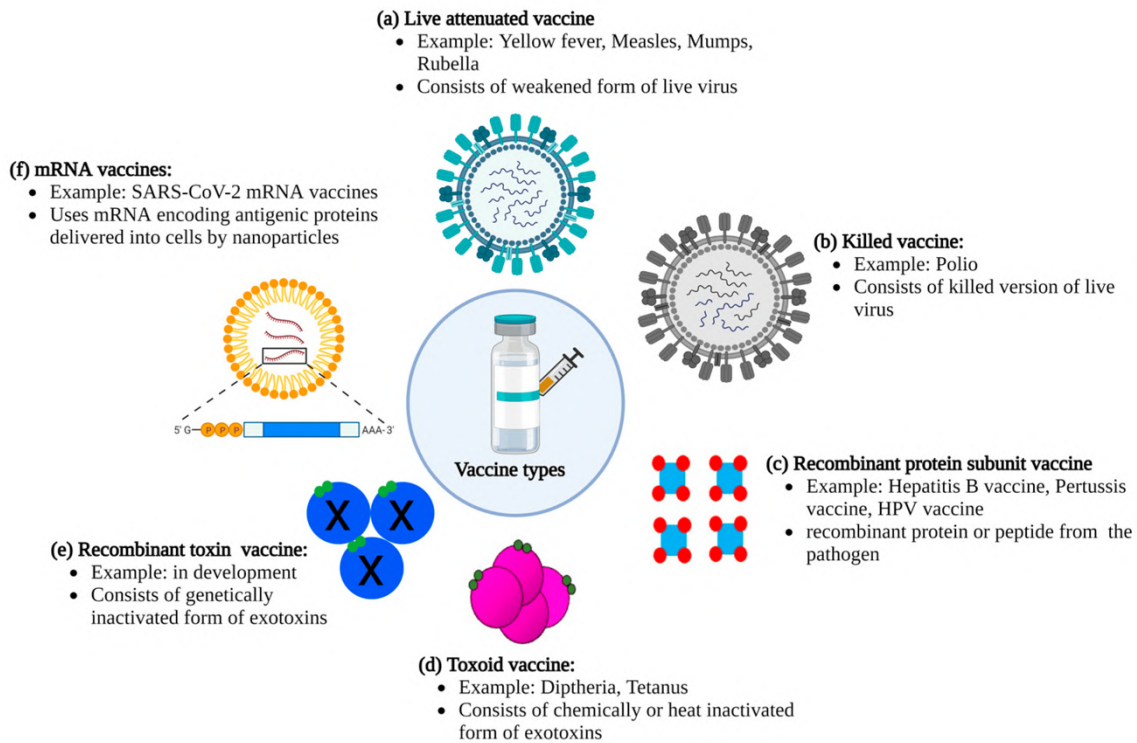 (a) Live attenuated vaccine
• Example: Yellow fever, Measles, Mumps,
Rubella
• Consists of weakened form of live virus
(f) mRNA vaccines:
• Example: SARS-CoV-2 mRNA vaccines
• Uses mRNA encoding antigenic proteins
delivered into cells by nanoparticles
(b) Killed vaccine:
• Example: Polio
• Consists of killed version of live
virus
5' G
P P P
AAA-3'
Vaccine types
(c) Recombinant protein subunit vaccine
• Example: Hepatitis B vaccine, Pertussis
vaccine, HPV vaccine
• recombinant protein or peptide from the
pathogen
X X
X
(e) Recombinant toxin vaccine:
• Example: in development
• Consists of genetically
inactivated form of exotoxins
(d) Toxoid vaccine:
• Example: Diptheria, Tetanus
• Consists of chemically or heat inactivated
form of exotoxins